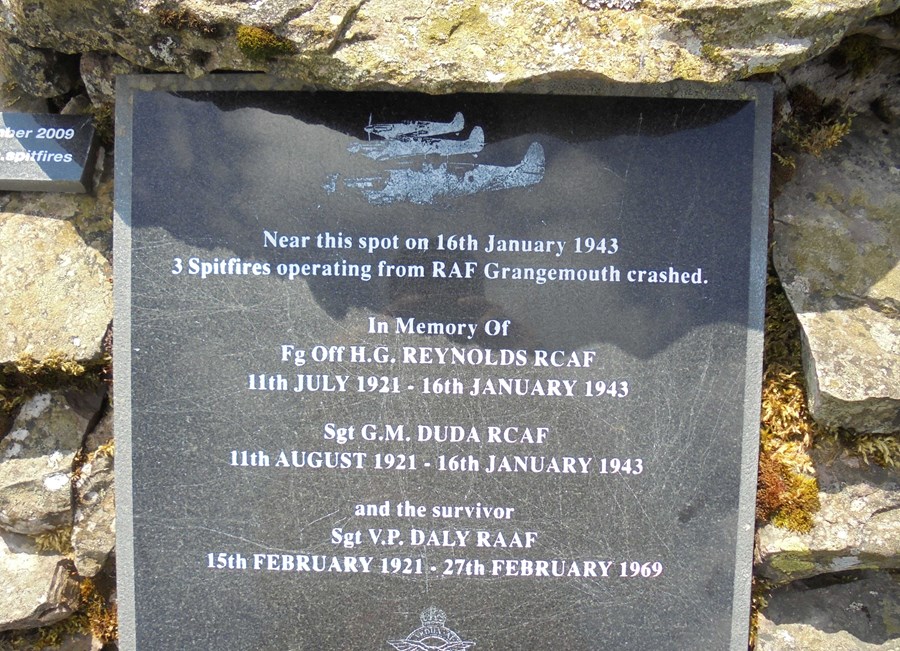 2009
spitfires
Near this spot on 16th January 1943
3 Spitfires operating from RAF Grangemouth crashed.
In Memory Of
Fg Off H.G. REYNOLDS RCAF
11th JULY 1921 - 16th JANUARY 1943
Sgt G.M. DUDA RCAF
11th AUGUST 1921 - 16th JANUARY 1943
and the survivor
Sgt V.P. DALY RAAF
15th FEBRUARY 1921 - 27th FEBRUARY 1969